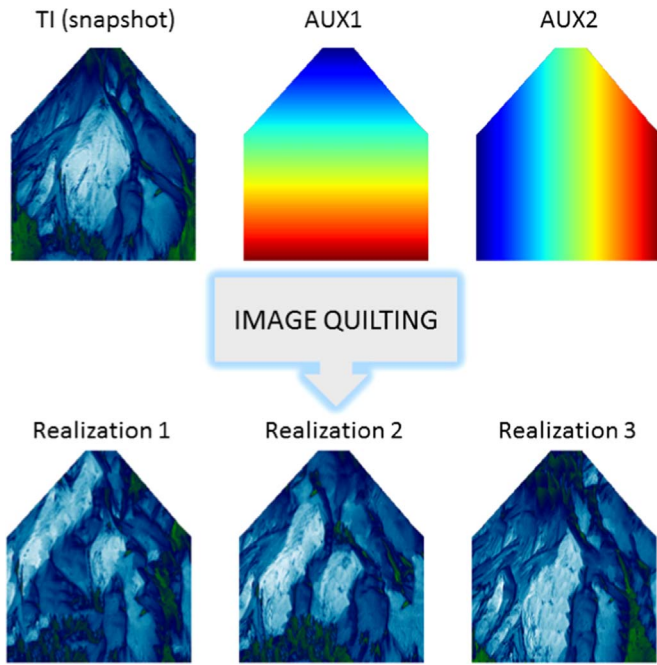 TI (snapshot) AUX1 AUX2
IMAGE QUILTING
Realization 1 Realization 2 Realization 3